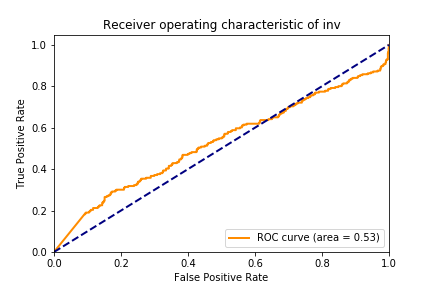 Receiver operating characteristic of inv
True Positive Rate
1.0
0.8
0.6
0.4
0.2
0.0
ROC curve (area = 0.53)
0.0 0.2 0.4 0.6 0.8 1.0
False Positive Rate